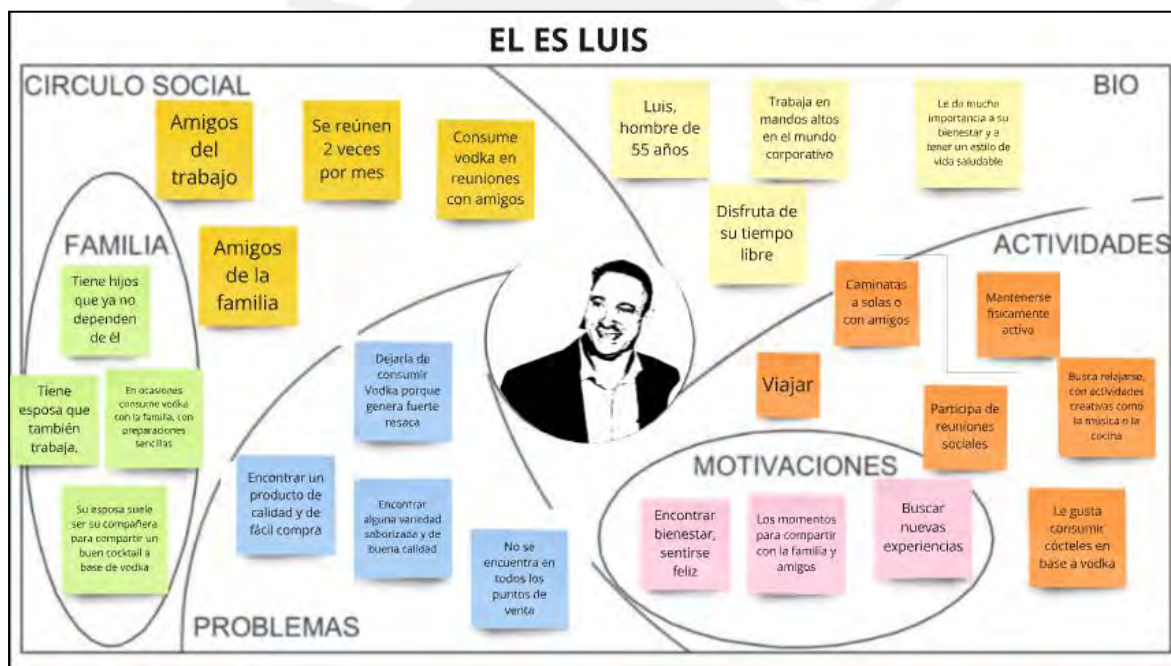 EL ES LUIS
CIRCULO SOCIAL
Amigos
del
trabajo
Se reúnen
2 veces
por mes
Consume
vodka en
reuniones
con amigos
Amigos
de la
familia
FAMILIA
Tiene hijos
que ya no
dependen
de él
Tiene
esposa que
también
trabaja.
En ocasiones
consume vodka
con la familia, con
preparaciones
sencillas
Su esposa suele
ser su compañera
para compartir un
buen cocktail a
base de vodka
BIO
Luis,
hombre de
55 años
Trabaja en
mandos altos
en el mundo
corporativo
Le da mucha
importancia a su
bienestar y a
tener un estilo de
vida saludable
Disfruta de
su tiempo
libre
ACTIVIDADES
Caminatas
a solas o
con amigos
Mantenerse
fisicamente
activo
Viajar
Participa de
reuniones
sociales
Busca relajarse,
con actividades
creativas como
la música o la
cocina
Le gusta
consumir
cócteles en
base a vodka
MOTIVACIONES
Encontrar
bienestar,
sentirse
feliz
Los momentos
para compartir
con la familia y
amigos
Buscar
nuevas
experiencias
PROBLEMAS
Dejaría de
consumir
Vodka porque
genera fuerte
resaca
Encontrar un
producto de
calidad y de
fácil compra
Encontrar
alguna variedad
saborizada y de
buena calidad
No se
encuentra en
todos los
puntos de
venta